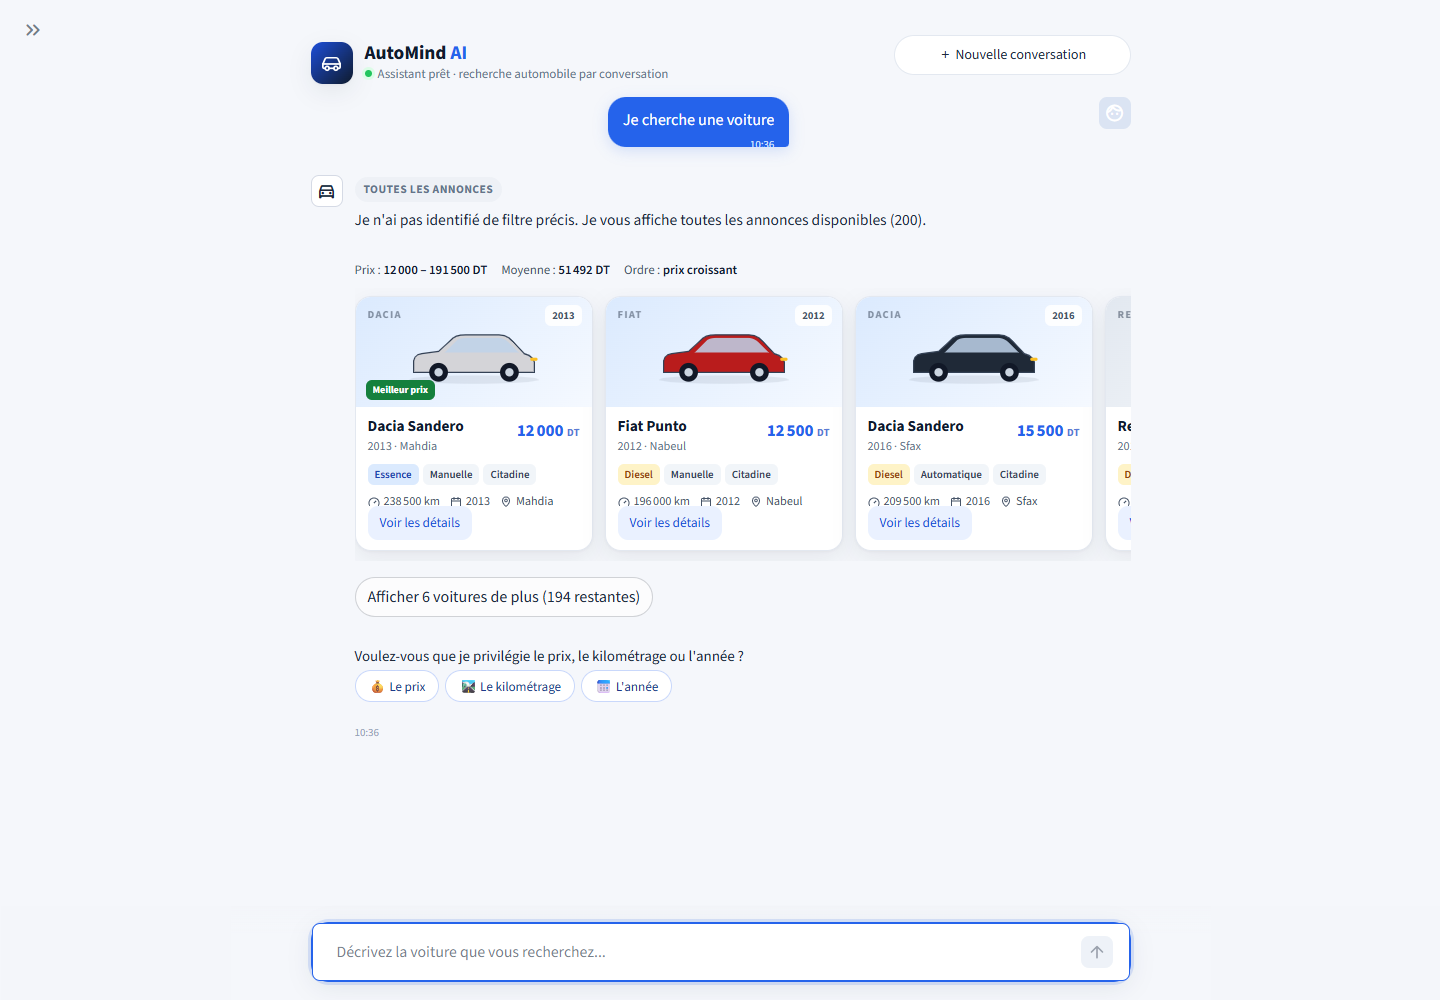 AutoMind AI
Assistant prêt · recherche automobile par conversation
+ Nouvelle conversation
Je cherche une voiture
10:36
TOUTES LES ANNONCES
Je n'ai pas identifié de filtre précis. Je vous affiche toutes les annonces disponibles (200).
Prix : 12 000 – 191 500 DT Moyenne : 51 492 DT Ordre : prix croissant
DACIA 2013
Meilleur prix
Dacia Sandero 12 000 DT
2013 · Mahdia
Essence Manuelle Citadine
238 500 km 2013 Mahdia
Voir les détails
FIAT 2012
Fiat Punto 12 500 DT
2012 · Nabeul
Diesel Manuelle Citadine
196 000 km 2012 Nabeul
Voir les détails
DACIA 2016
Dacia Sandero 15 500 DT
2016 · Sfax
Diesel Automatique Citadine
209 500 km 2016 Sfax
Voir les détails
RE
Re
20
D
Afficher 6 voitures de plus (194 restantes)
Voulez-vous que je privilégie le prix, le kilométrage ou l'année ?
Le prix Le kilométrage L'année
10:36
Décrivez la voiture que vous recherchez...